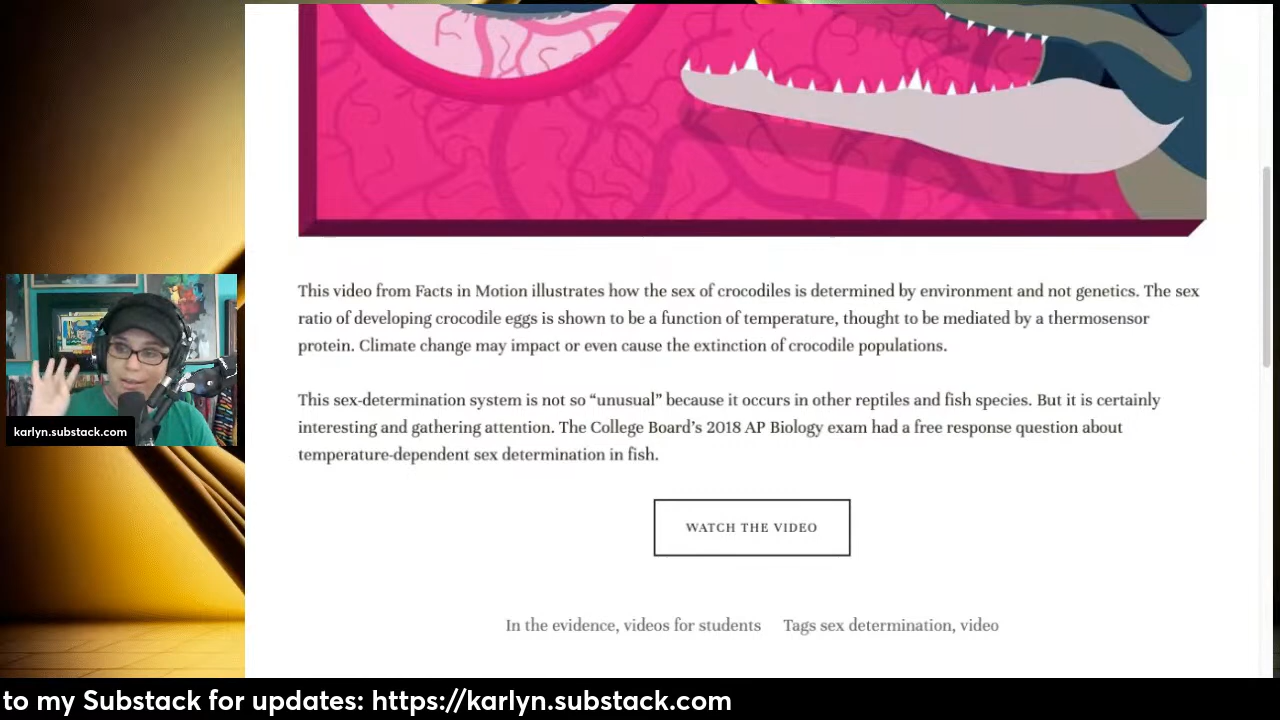 This video from Facts in Motion illustrates how the sex of crocodiles is determined by environment and not genetics. The sex
ratio of developing crocodile eggs is shown to be a function of temperature, thought to be mediated by a thermosensor
protein. Climate change may impact or even cause the extinction of crocodile populations.
This sex-determination system is not so “unusual” because it occurs in other reptiles and fish species. But it is certainly
interesting and gathering attention. The College Board’s 2018 AP Biology exam had a free response question about
temperature-dependent sex determination in fish.
WATCH THE VIDEO
In the evidence, videos for students Tags sex determination, video
karlyn.substack.com
to my Substack for updates: https://karlyn.substack.com